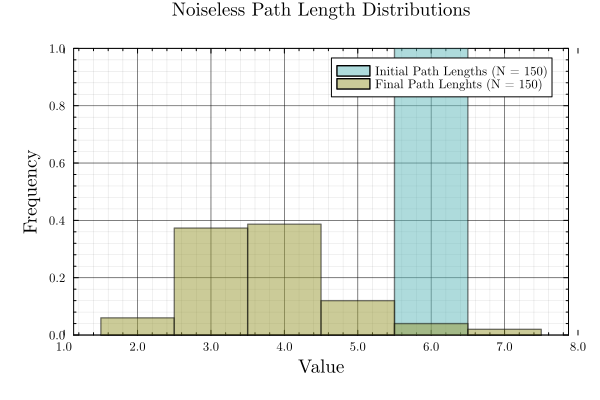 Noiseless Path Length Distributions
Initial Path Lengths (N = 150)
Final Path Lenghts (N = 150)
Frequency
1.0
0.8
0.6
0.4
0.2
0.0
1.0 2.0 3.0 4.0 5.0 6.0 7.0 8.0
Value